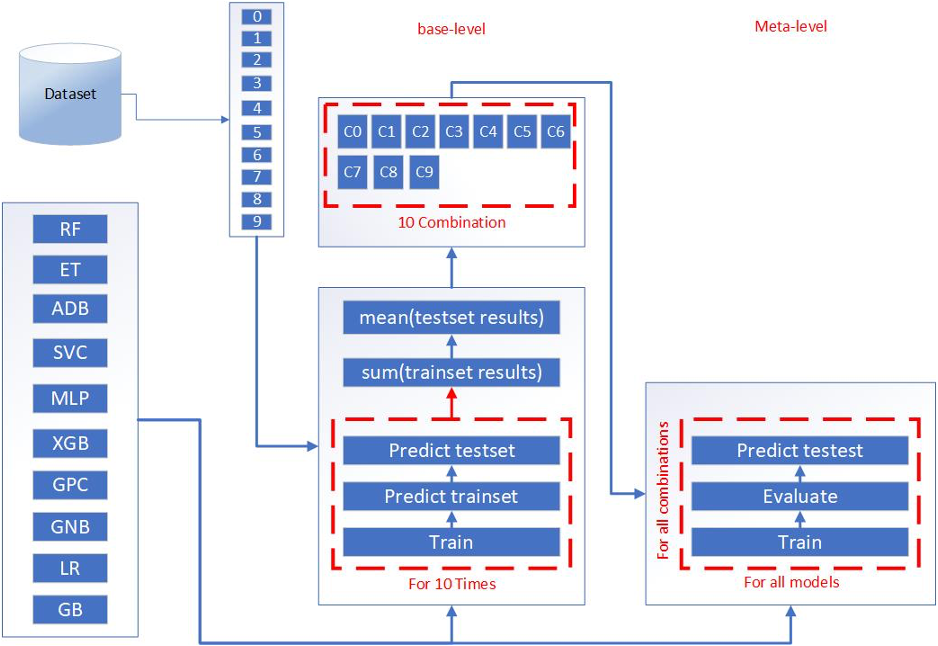 Dataset
0
1
2
3
4
5
6
7
8
9
RF
ET
ADB
SVC
MLP
XGB
GPC
GNB
LR
GB
base-level
C0 C1 C2 C3 C4 C5 C6
C7 C8 C9
10 Combination
mean(testset results)
sum(trainset results)
Predict testset
Predict trainset
Train
For 10 Times
Meta-level
For all combinations
Predict testest
Evaluate
Train
For all models